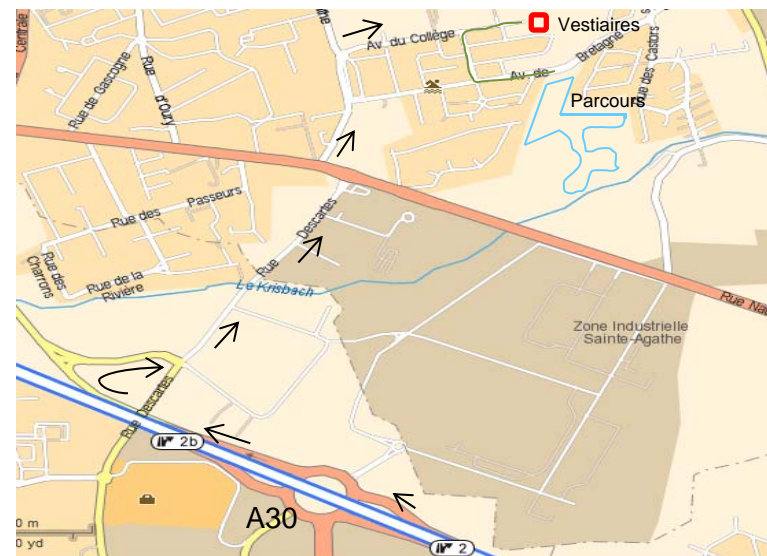 Centrale
Rue de Gascogne
Rue d'Oury
Av. du Collège
Vestiaires
Av. de Bretagne
Rue des Castors
Parcours
Rue des Passeurs
Rue des
Charrons
Rue de la
Rivière
Rue Descartes
Le Krisbach
Rue Nat
Zone Industrielle
Sainte-Agathe
Rue Descartes
2b
A30
2
0 m
0 yd